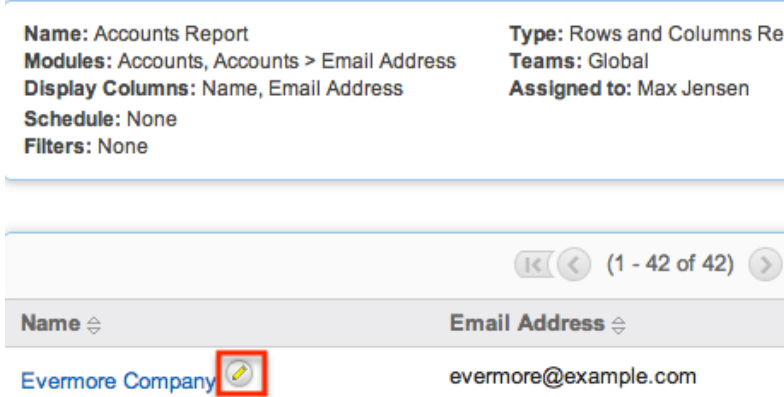 Name: Accounts Report
Type: Rows and Columns Re
Modules: Accounts, Accounts > Email Address
Teams: Global
Display Columns: Name, Email Address
Assigned to: Max Jensen
Schedule: None
Filters: None
(1 - 42 of 42)
Name Email Address
Evermore Company evermore@example.com